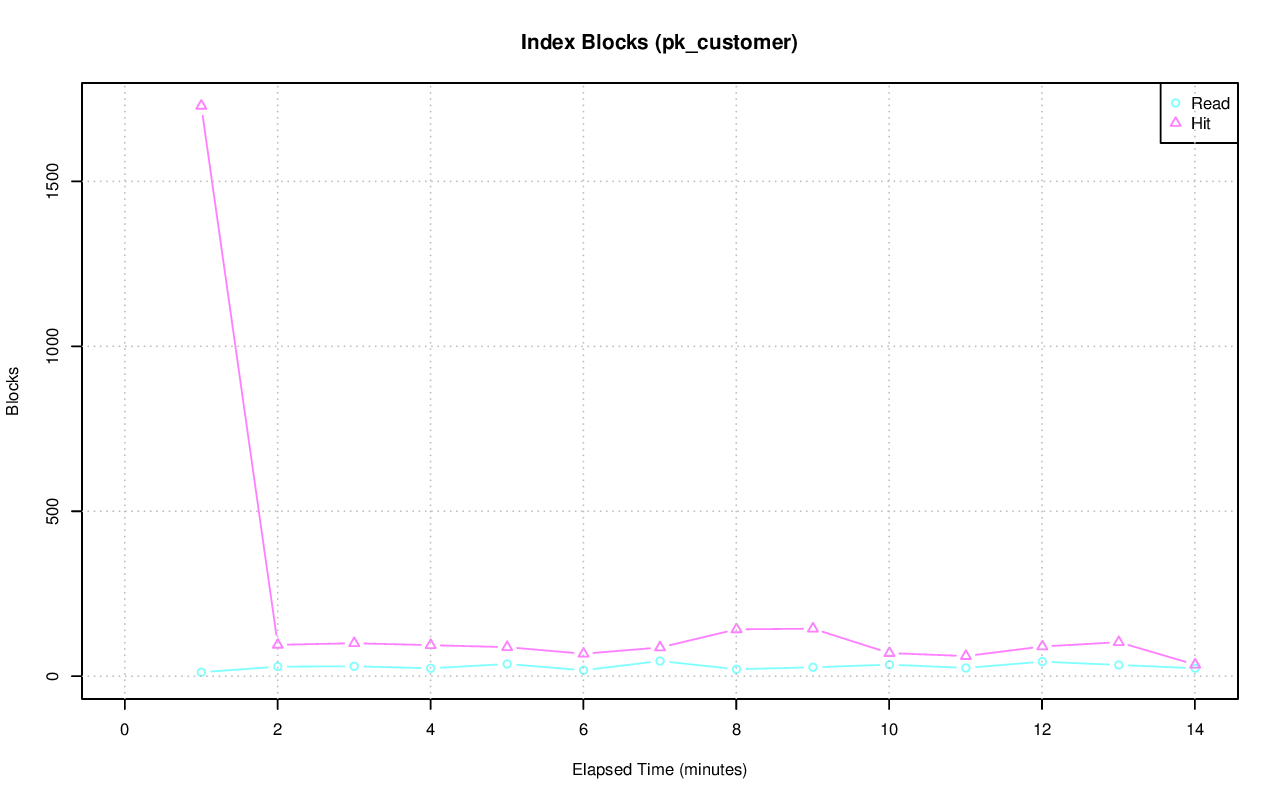 Index Blocks (pk_customer)
Read
Hit
Blocks
1500
1000
500
0
0 2 4 6 8 10 12 14
Elapsed Time (minutes)